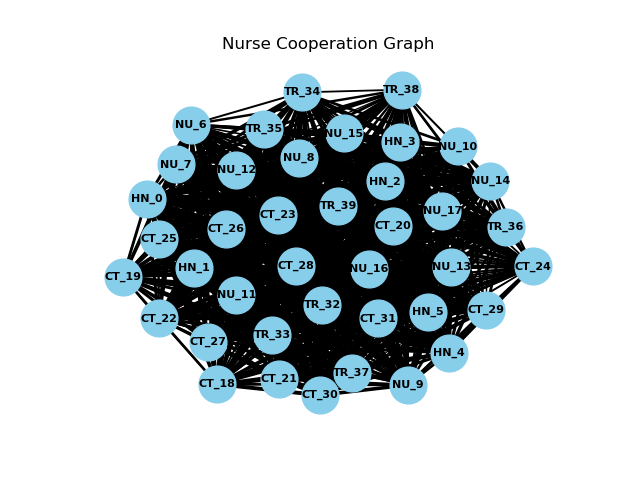 Nurse Cooperation Graph
TR_34
TR_38
NU_6
TR_35
NU_15
HN_3
NU_10
NU_7
NU_12
NU_8
HN_2
NU_14
HN_0
CT_23
TR_39
NU_17
CT_25
CT_26
CT_20
TR_36
CT_19
HN_1
CT_28
NU_16
NU_13
CT_24
CT_22
NU_11
TR_32
CT_31
HN_5
CT_29
CT_27
TR_33
HN_4
CT_18
CT_21
TR_37
NU_9
CT_30